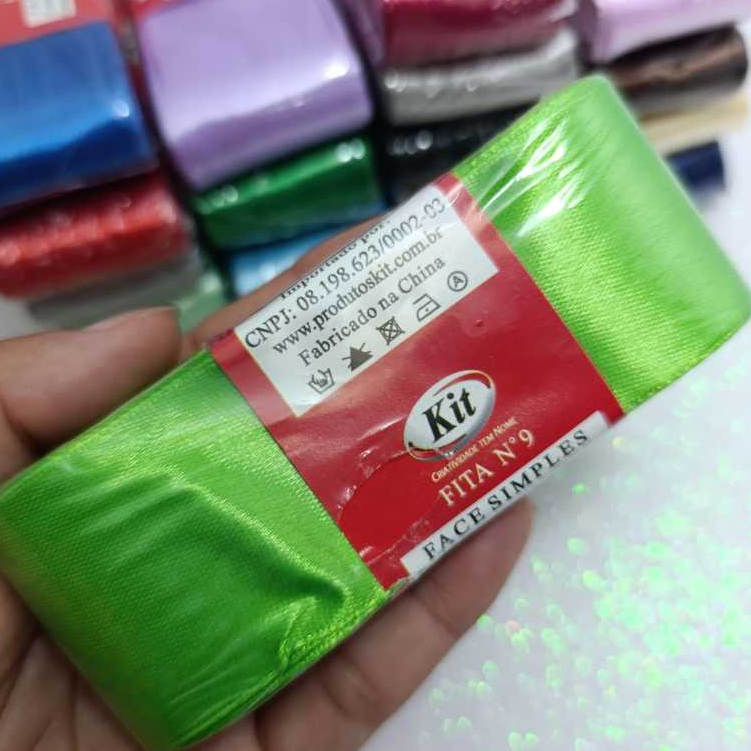 Importado por:
CNPJ: 08.198.623/0002-03
www.produtoskit.com.br
Fabricado na China
A
Kit
CRIATIVIDADE TEM NOME
FITA N° 9
FACE SIMPLES